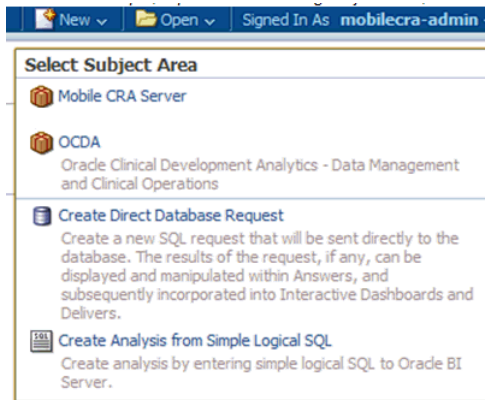 New Open Signed In As mobilecra-admin
Select Subject Area
Mobile CRA Server
OCDA
Oracle Clinical Development Analytics - Data Management
and Clinical Operations
Create Direct Database Request
Create a new SQL request that will be sent directly to the
database. The results of the request, if any, can be
displayed and manipulated within Answers, and
subsequently incorporated into Interactive Dashboards and
Delivers.
SQL Create Analysis from Simple Logical SQL
Create analysis by entering simple logical SQL to Oracle BI
Server.